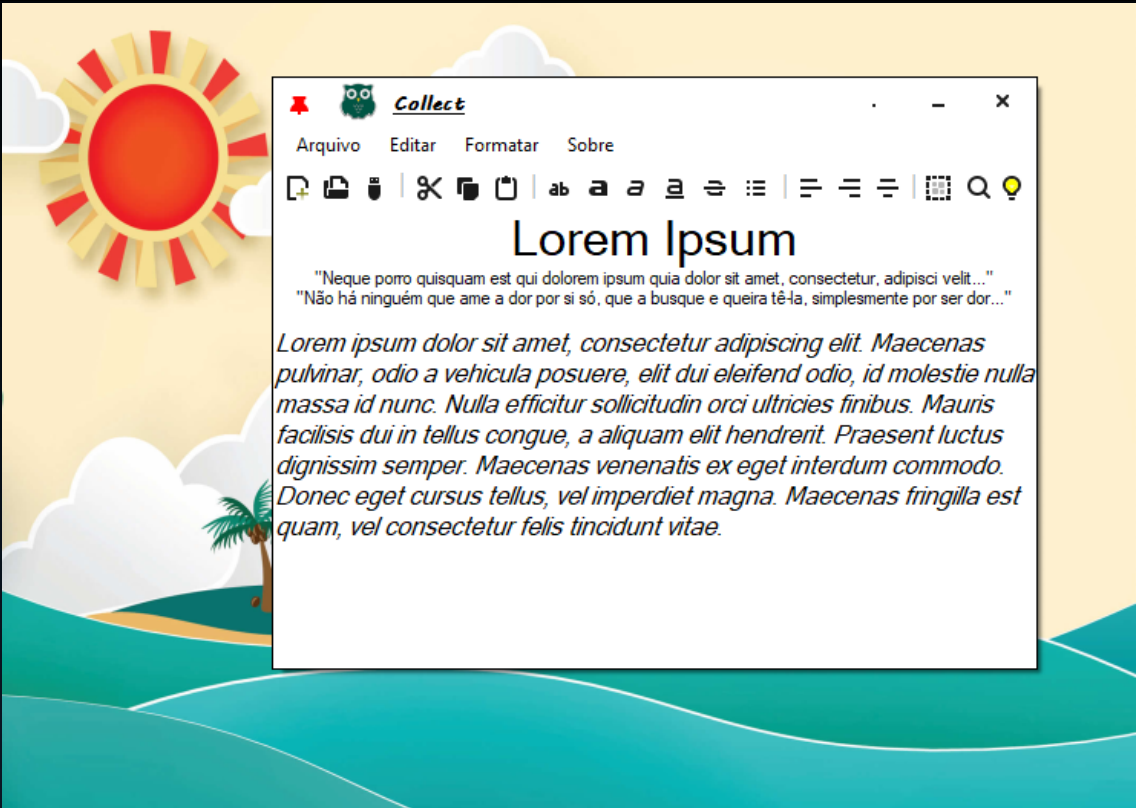 Collect
Arquivo Editar Formatar Sobre
ab a a a
Lorem Ipsum
"Neque porro quisquam est qui dolorem ipsum quia dolor sit amet, consectetur, adipisci velit..."
"Não há ninguém que ame a dor por si só, que a busque e queira tê-la, simplesmente por ser dor..."
Lorem ipsum dolor sit amet, consectetur adipiscing elit. Maecenas
pulvinar, odio a vehicula posuere, elit dui eleifend odio, id molestie nulla
massa id nunc. Nulla efficitur sollicitudin orci ultricies finibus. Mauris
facilisis dui in tellus congue, a aliquam elit hendrerit. Praesent luctus
dignissim semper. Maecenas venenatis ex eget interdum commodo.
Donec eget cursus tellus, vel imperdiet magna. Maecenas fringilla est
quam, vel consectetur felis tincidunt vitae.